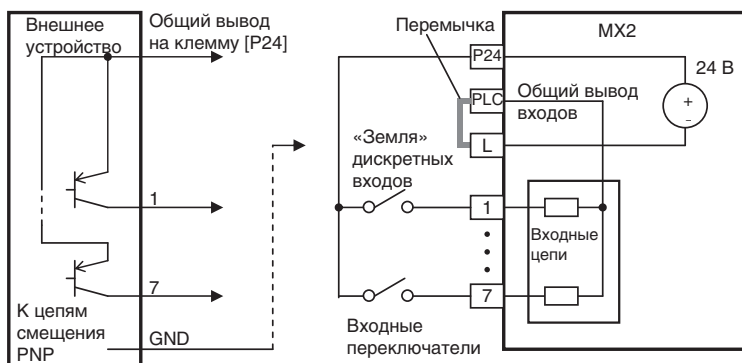 Внешнее
устройство
Общий вывод
на клемму [P24]
1
7
К цепям
смещения
PNP
GND
Перемычка
«Земля»
дискретных
входов
Входные
переключатели
P24
PLC
L
1
7
MX2
24 В
+
-
Общий вывод
входов
Входные
цепи